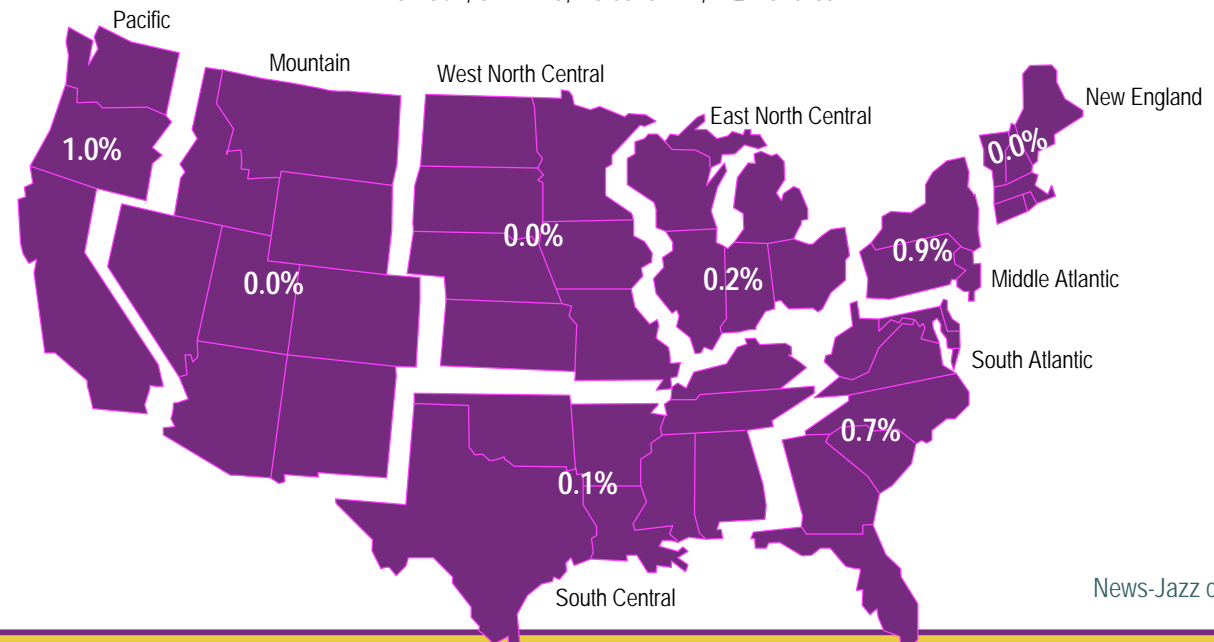 Pacific
Mountain
West North Central
East North Central
New England
1.0%
0.0%
0.0%
0.0%
0.2%
0.9%
Middle Atlantic
South Atlantic
0.7%
0.1%
South Central
News-Jazz